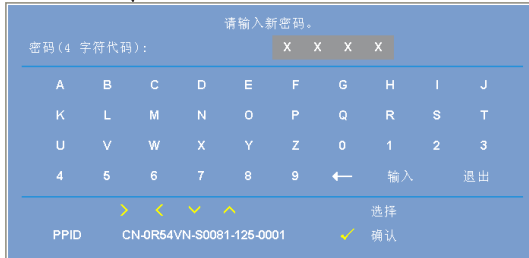 请输入新密码。
密码(4 字符代码): X X X X
A B C D E F G H I J
K L M N O P Q R S T
U V W X Y Z 0 1 2 3
4 5 6 7 8 9 ← 输入 退出
> < ∨ ∧ 选择
PPID CN-0R54VN-S0081-125-0001 ✓ 确认